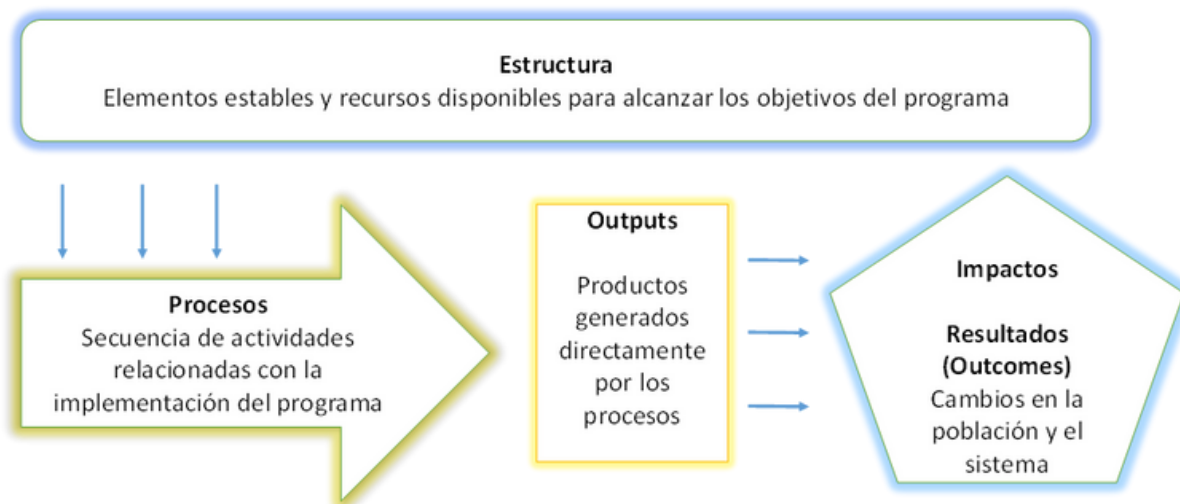 Estructura
Elementos estables y recursos disponibles para alcanzar los objetivos del programa
Procesos
Secuencia de actividades
relacionadas con la
implementación del programa
Outputs
Productos
generados
directamente
por los
procesos
Impactos
Resultados
(Outcomes)
Cambios en la
población y el
sistema